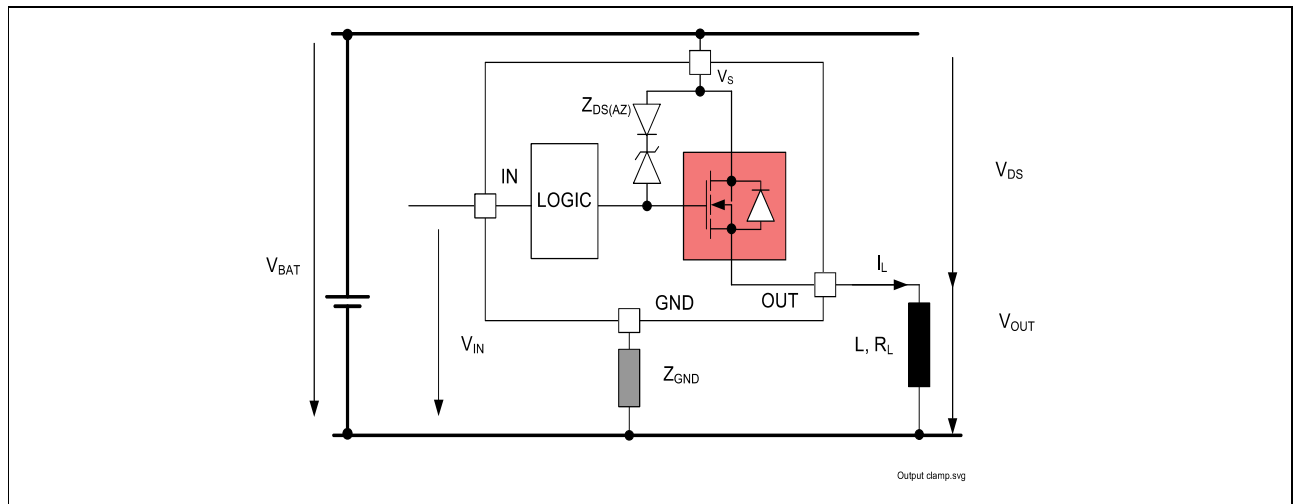 VS
ZDS(AZ)
IN
LOGIC
VDS
VBAT
IL
GND
OUT
VOUT
VIN
L, RL
ZGND
Output clamp.svg